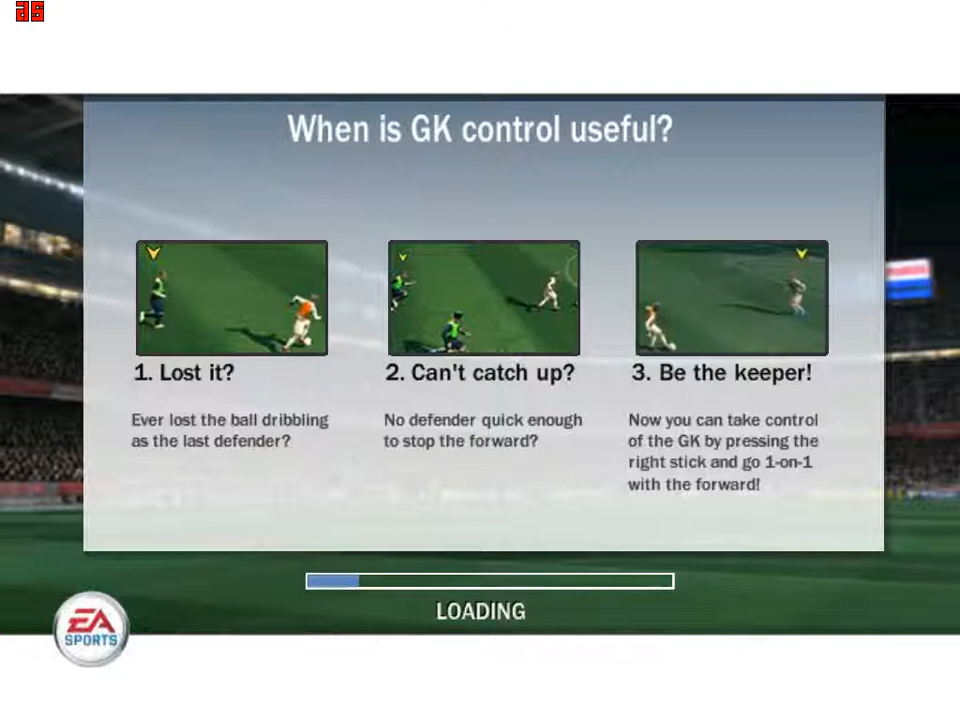 When is GK control useful?
1. Lost it?
Ever lost the ball dribbling
as the last defender?
2. Can't catch up?
No defender quick enough
to stop the forward?
3. Be the keeper!
Now you can take control
of the GK by pressing the
right stick and go 1-on-1
with the forward!
LOADING
EA
SPORTS